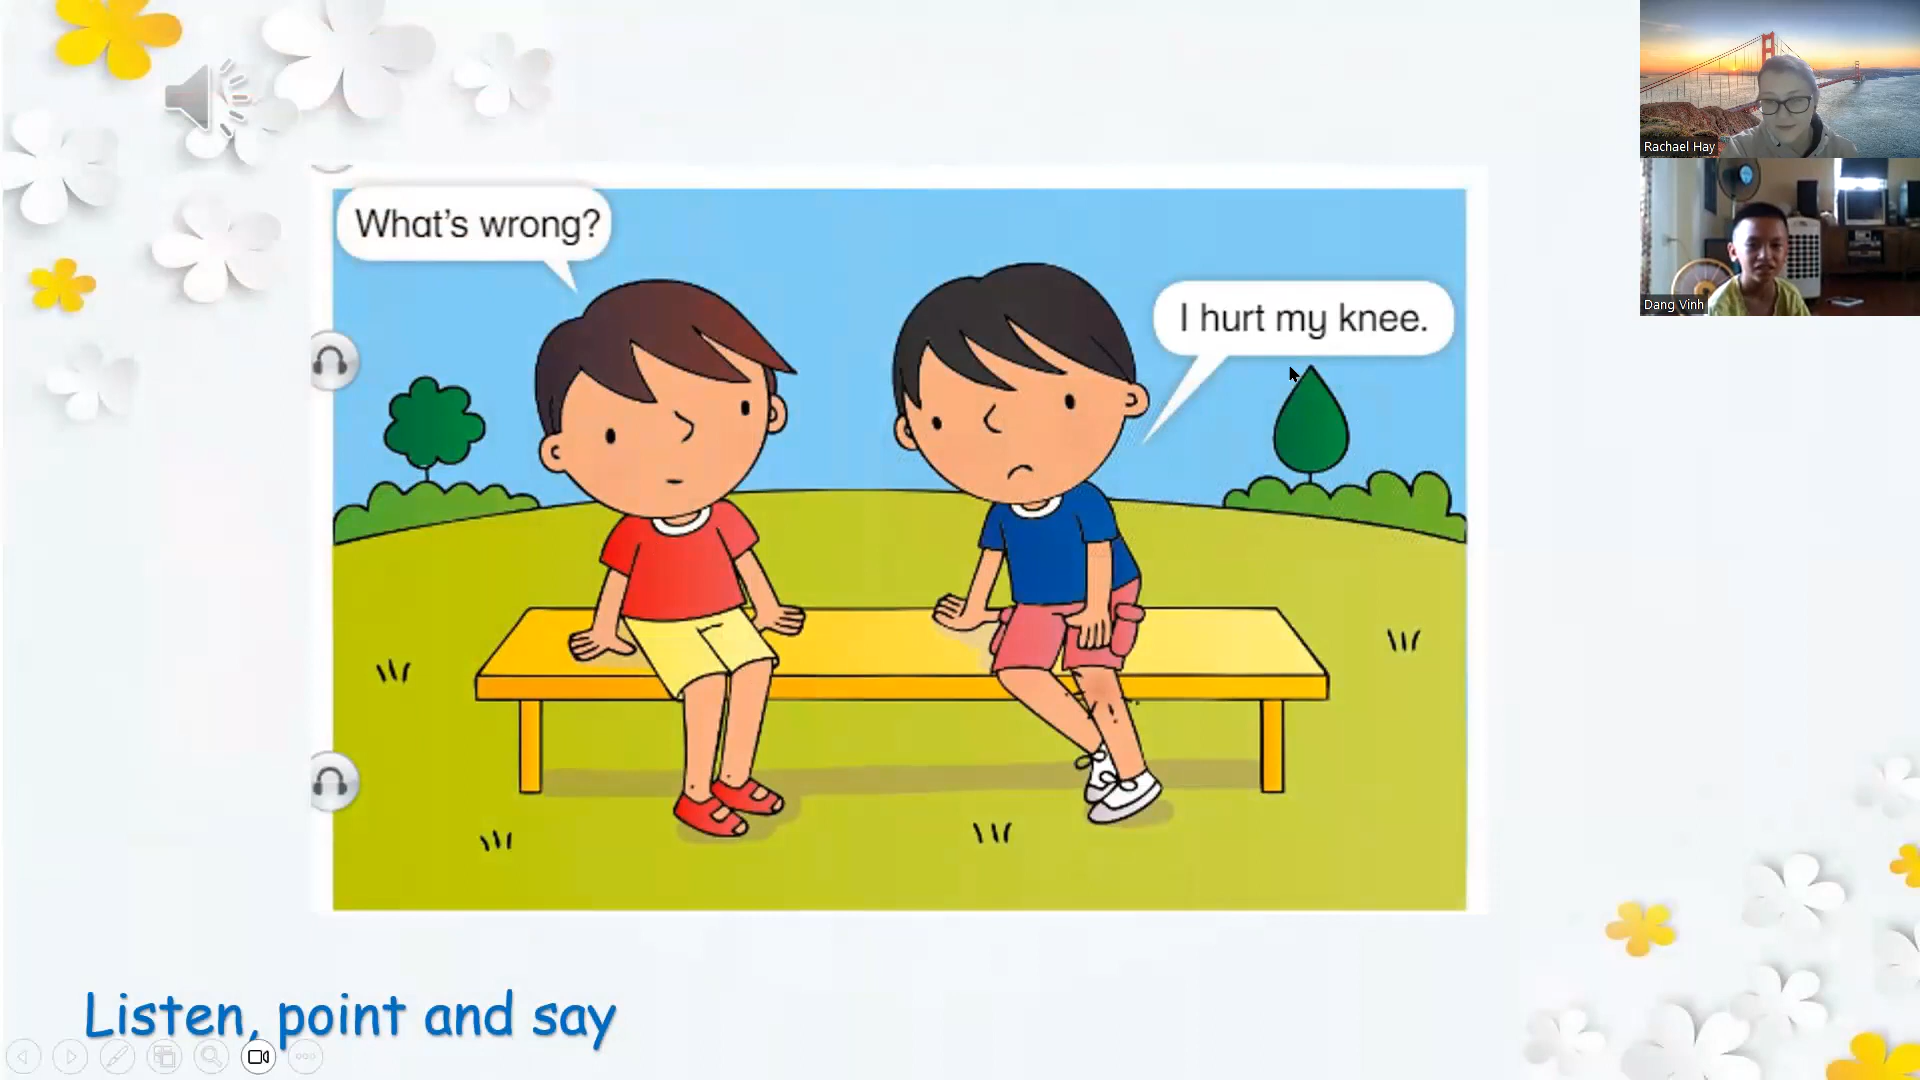 What's wrong?
I hurt my knee.
Listen, point and say
Rachael Hay
Dang Vinh